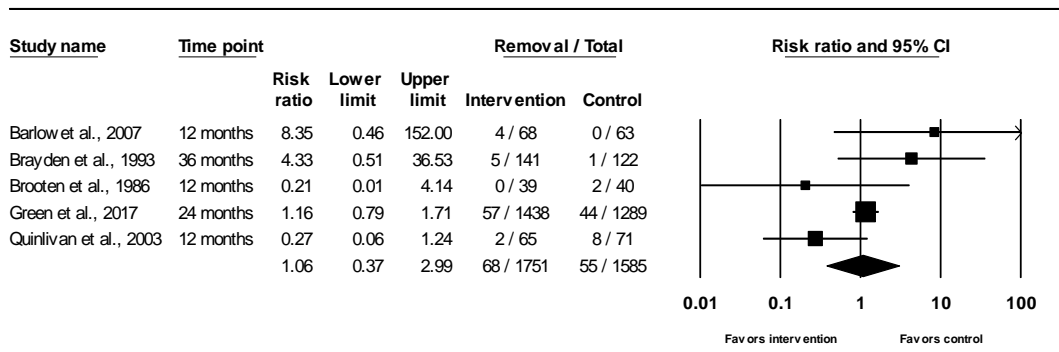 Study name Time point Removal / Total Risk ratio and 95% CI
Risk ratio Lower limit Upper limit Intervention Control
Barlow et al., 2007 12 months 8.35 0.46 152.00 4 / 68 0 / 63
Brayden et al., 1993 36 months 4.33 0.51 36.53 5 / 141 1 / 122
Brooten et al., 1986 12 months 0.21 0.01 4.14 0 / 39 2 / 40
Green et al., 2017 24 months 1.16 0.79 1.71 57 / 1438 44 / 1289
Quinlivan et al., 2003 12 months 0.27 0.06 1.24 2 / 65 8 / 71
1.06 0.37 2.99 68 / 1751 55 / 1585
0.01 0.1 1 10 100
Favors intervention Favors control